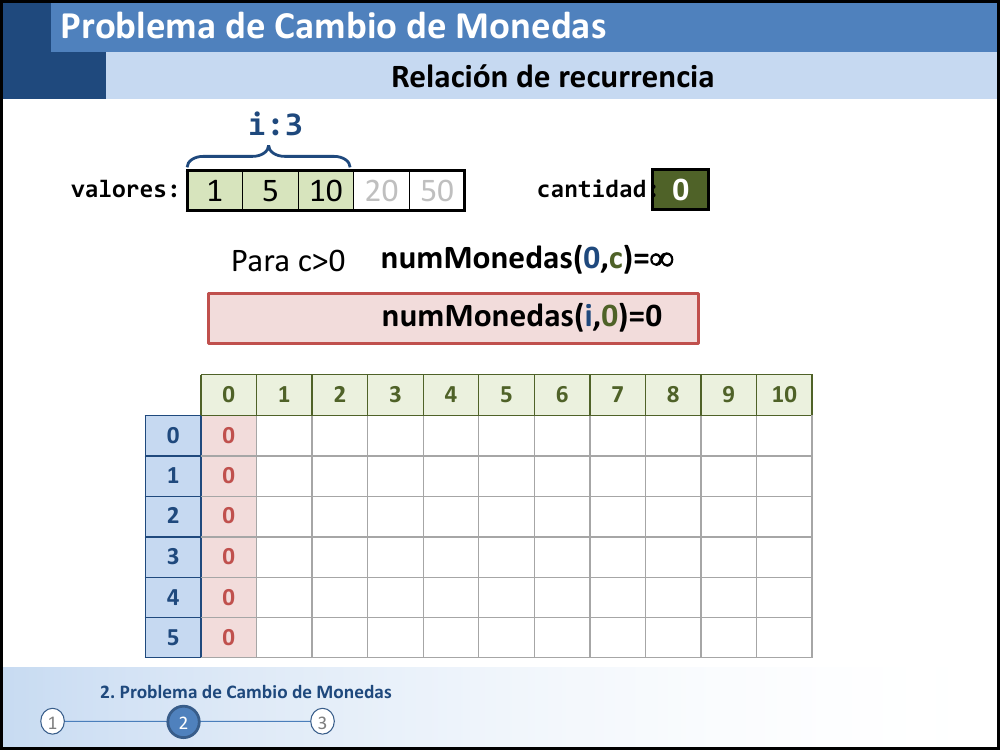 Problema de Cambio de Monedas
Relación de recurrencia
i:3
valores: 1 5 10 20 50 cantidad: 0
Para c>0 numMonedas(0,c)=∞
numMonedas(i,0)=0
0 1 2 3 4 5 6 7 8 9 10
0 0
1 0
2 0
3 0
4 0
5 0
2. Problema de Cambio de Monedas
1 2 3